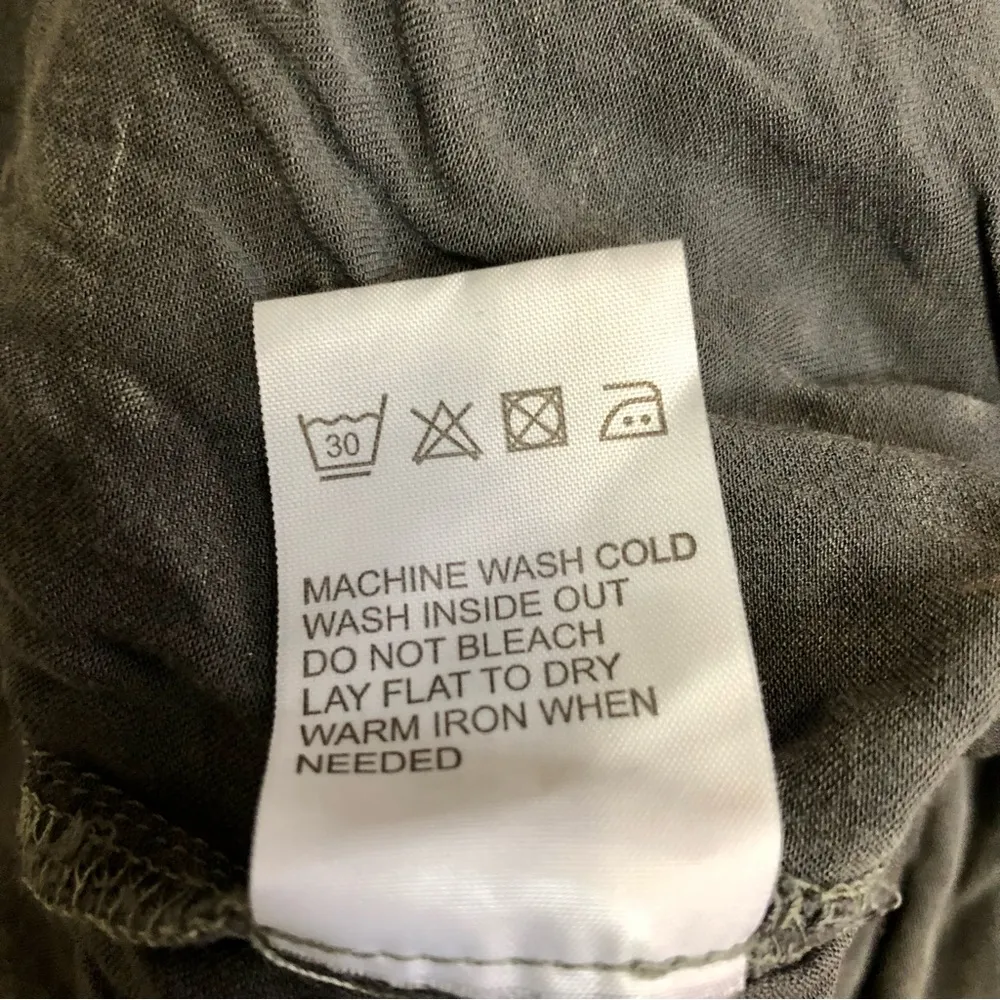 30
MACHINE WASH COLD
WASH INSIDE OUT
DO NOT BLEACH
LAY FLAT TO DRY
WARM IRON WHEN
NEEDED